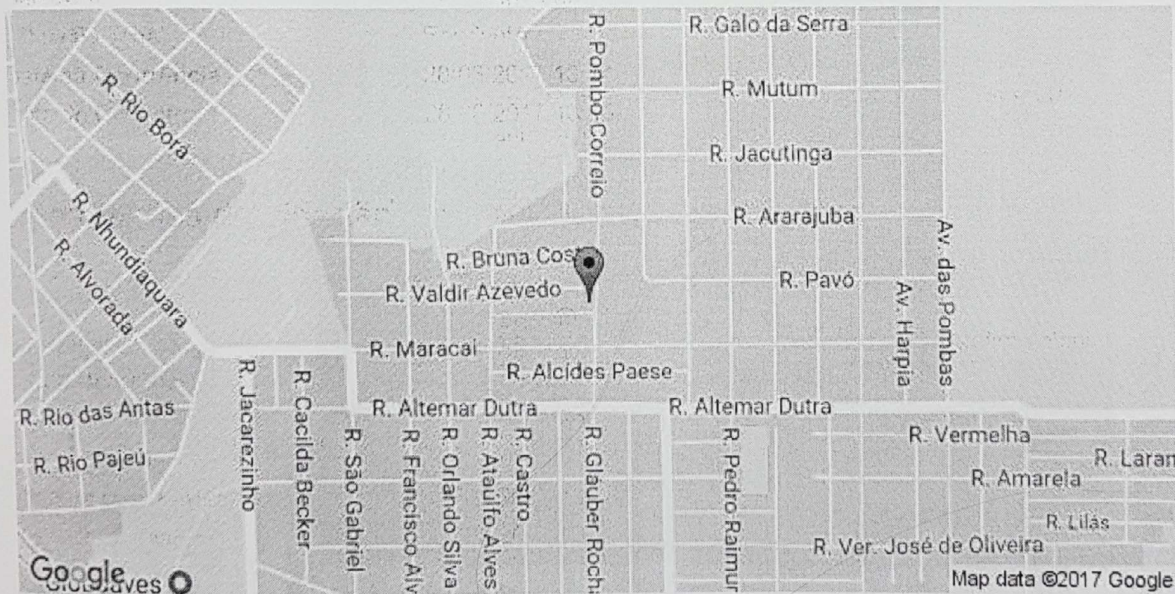 R. Galo da Serra
R. Pombo-Correio
R. Mutum
R. Rio Borá
R. Jacutinga
R. Nhundiaquara
R. Ararajuba
R. Alvorada
R. Bruna Cos
Av. das Pombas
R. Pavó
R. Valdir Azevedo
Av. Harpia
R. Maracaí
R. Alcides Paese
R. Rio das Antas
R. Jacarezinho
R. Cacilda Becker
R. Altemar Dutra
R. Altemar Dutra
R. Vermelha
R. Laran
R. Rio Pajeú
R. São Gabriel
R. Francisco Alv
R. Orlando Silva
R. Ataúlfo Alves
R. Castro
R. Gláuber Roch
R. Pedro Raimun
R. Amarela
R. Lilás
R. Ver. José de Oliveira
Google
Map data ©2017 Google